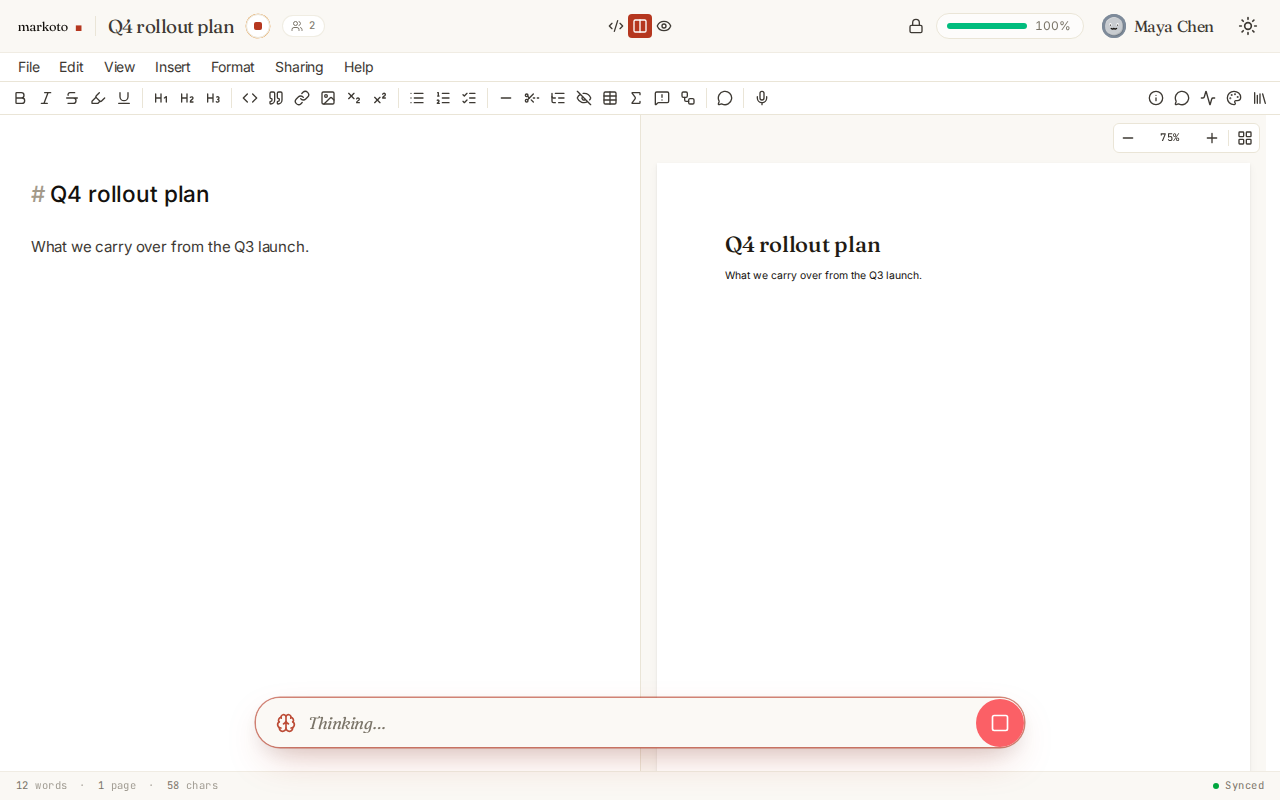 markoto
Q4 rollout plan
2
100%
Maya Chen
File Edit View Insert Format Sharing Help
H1 H2 H3
75%
# Q4 rollout plan
What we carry over from the Q3 launch.
Q4 rollout plan
What we carry over from the Q3 launch.
Thinking...
12 words · 1 page · 58 chars
Synced